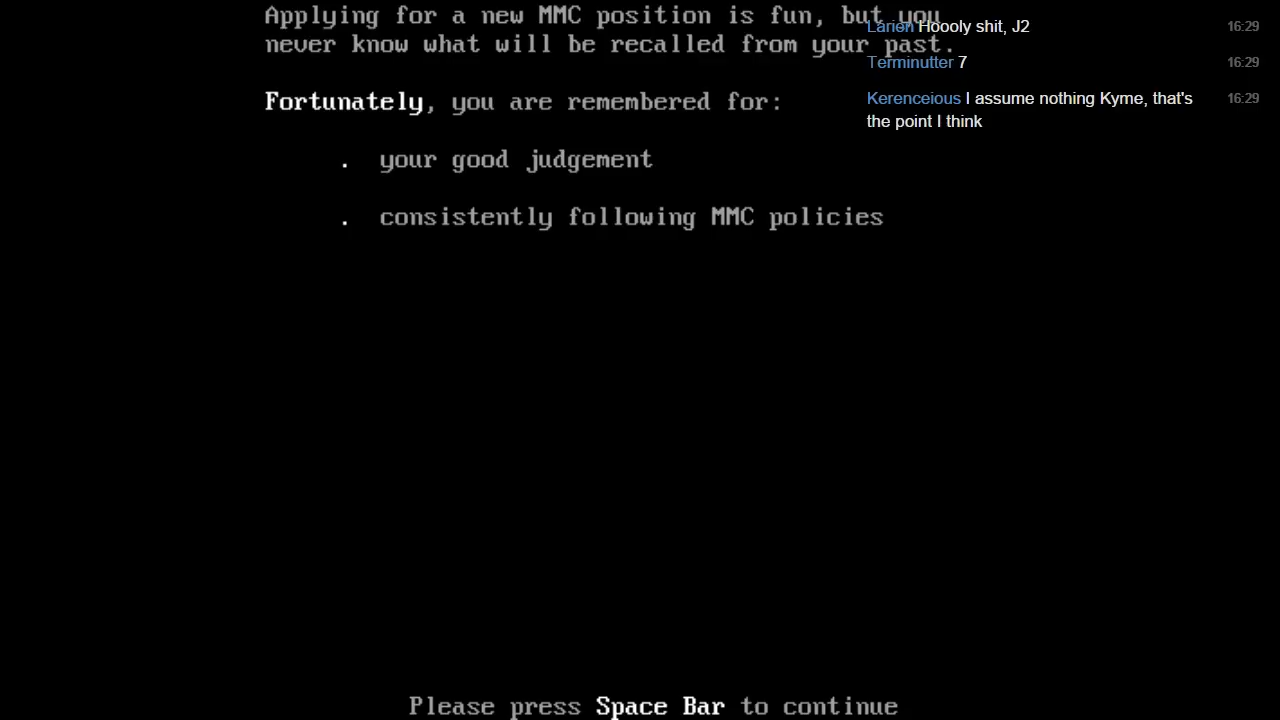 Applying for a new MMC position is fun, but you
never know what will be recalled from your past.
Fortunately, you are remembered for:
. your good judgement
. consistently following MMC policies
Please press Space Bar to continue
Larien Hoooly shit, J2 16:29
Terminutter 7 16:29
Kerenceious I assume nothing Kyme, that's 16:29
the point I think